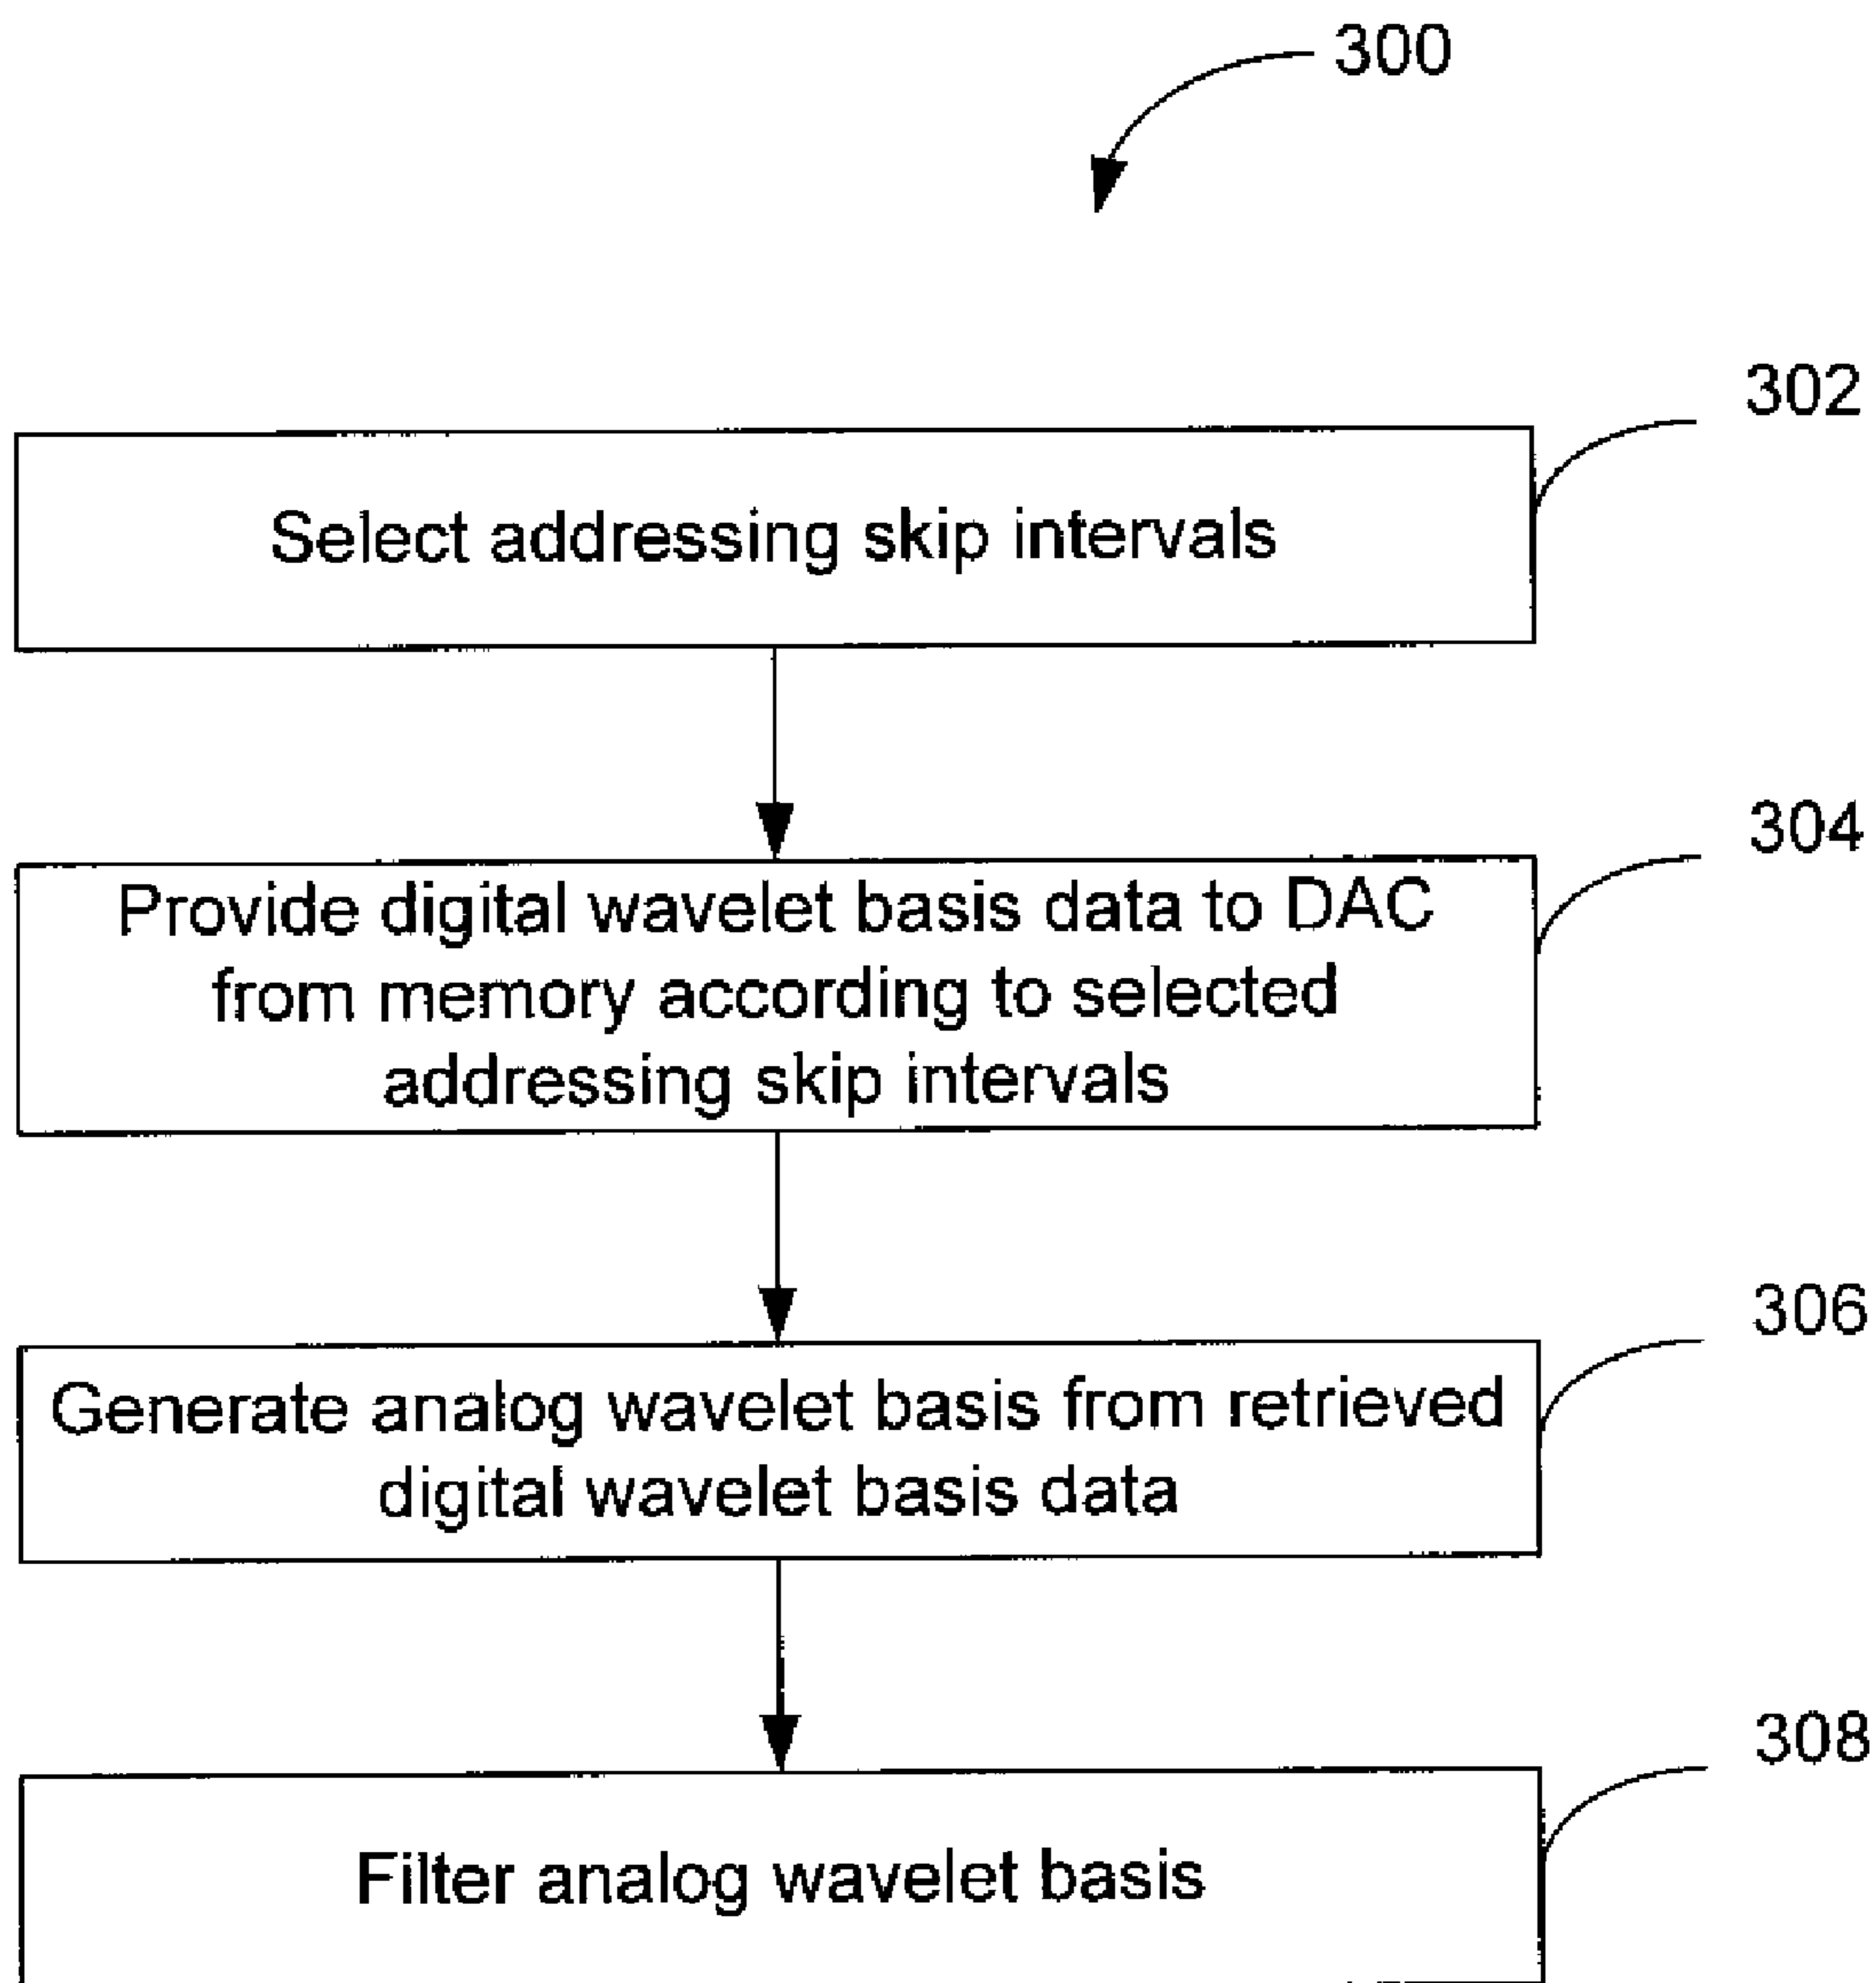 300
302
Select addressing skip intervals
304
Provide digital wavelet basis data to DAC
from memory according to selected
addressing skip intervals
306
Generate analog wavelet basis from retrieved
digital wavelet basis data
308
Filter analog wavelet basis